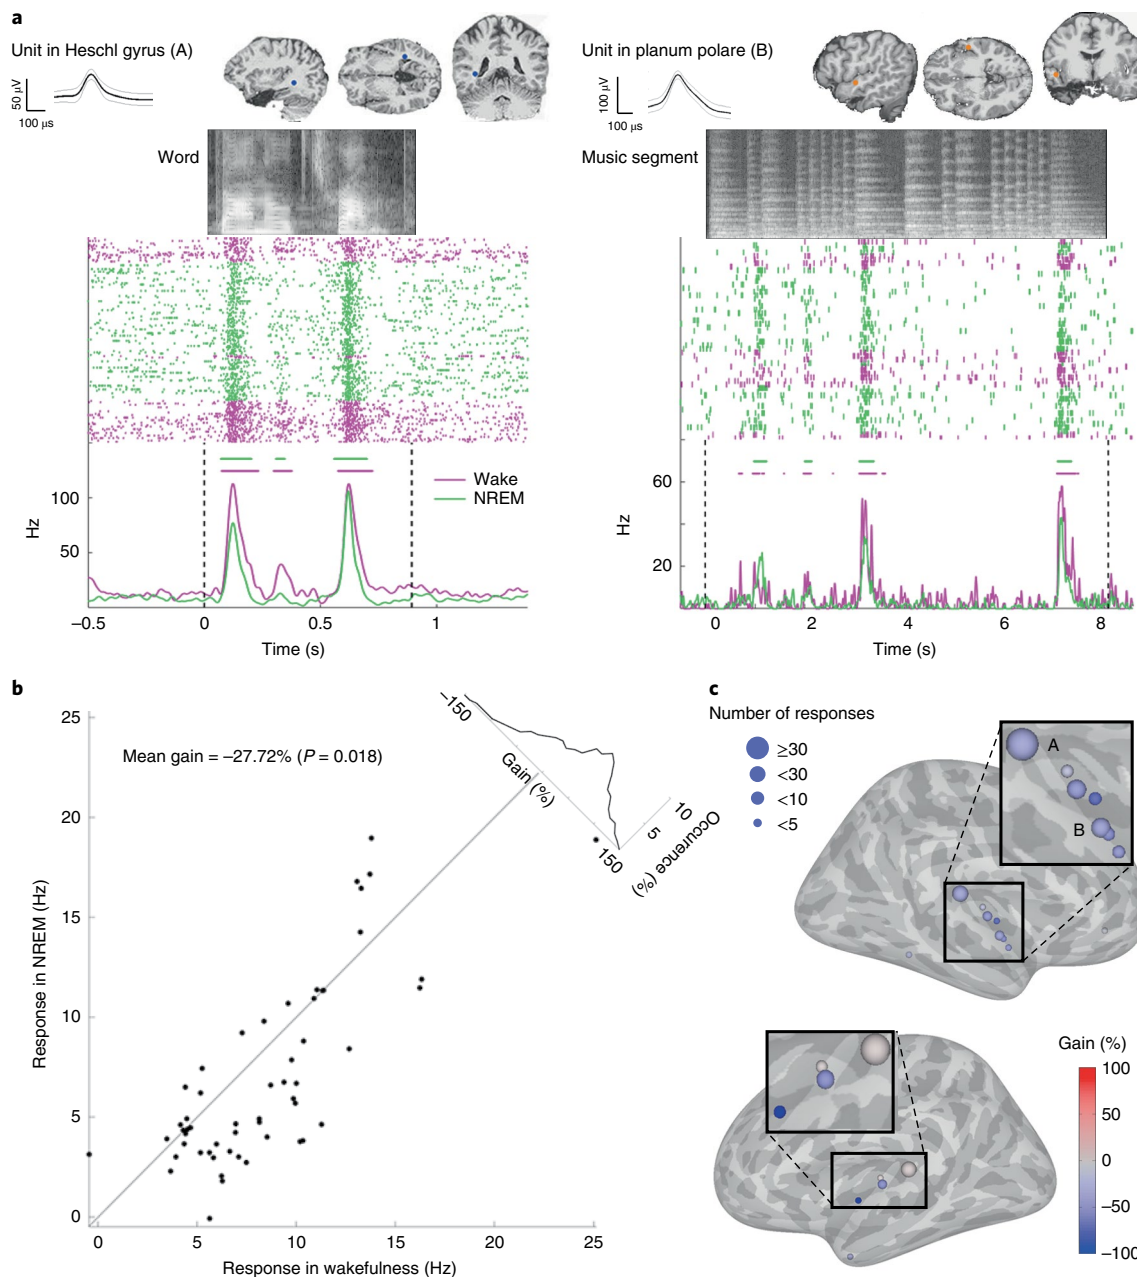 a
Unit in Heschl gyrus (A)
50 µV
100 µs
Word
Wake
NREM
100
50
Hz
–0.5 0 0.5 1
Time (s)
Unit in planum polare (B)
100 µV
100 µs
Music segment
60
20
Hz
0 2 4 6 8
Time (s)
b
Mean gain = –27.72% (P = 0.018)
25
20
15
10
5
0
Response in NREM (Hz)
0 5 10 15 20 25
Response in wakefulness (Hz)
–150
Gain (%)
150
5
10
Occurence (%)
c
Number of responses
≥30
<30
<10
<5
A
B
Gain (%)
100
50
0
–50
–100